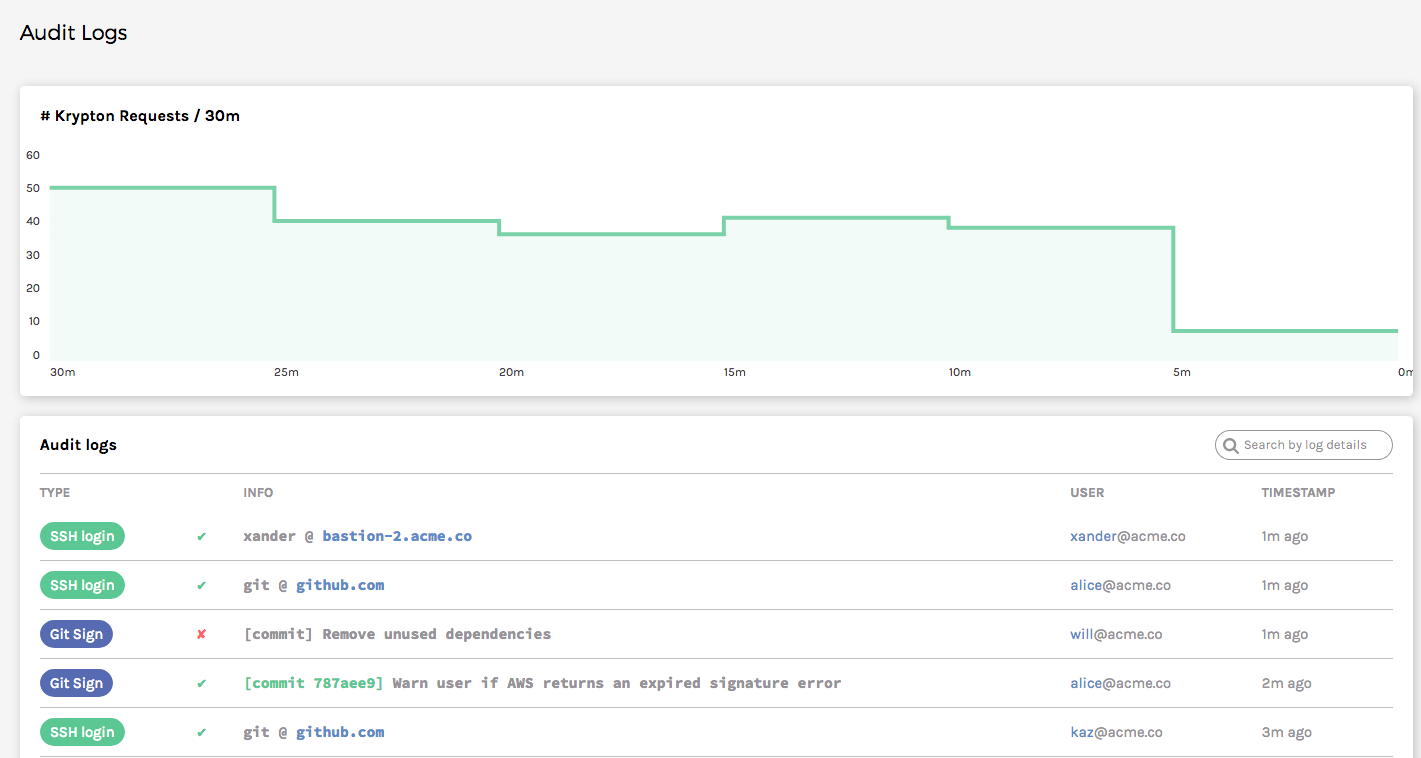 Audit Logs
# Krypton Requests / 30m
60
50
40
30
20
10
0
30m 25m 20m 15m 10m 5m 0m
Audit logs Search by log details
TYPE INFO USER TIMESTAMP
SSH login ✔ xander @ bastion-2.acme.co xander@acme.co 1m ago
SSH login ✔ git @ github.com alice@acme.co 1m ago
Git Sign ✘ [commit] Remove unused dependencies will@acme.co 1m ago
Git Sign ✔ [commit 787aee9] Warn user if AWS returns an expired signature error alice@acme.co 2m ago
SSH login ✔ git @ github.com kaz@acme.co 3m ago